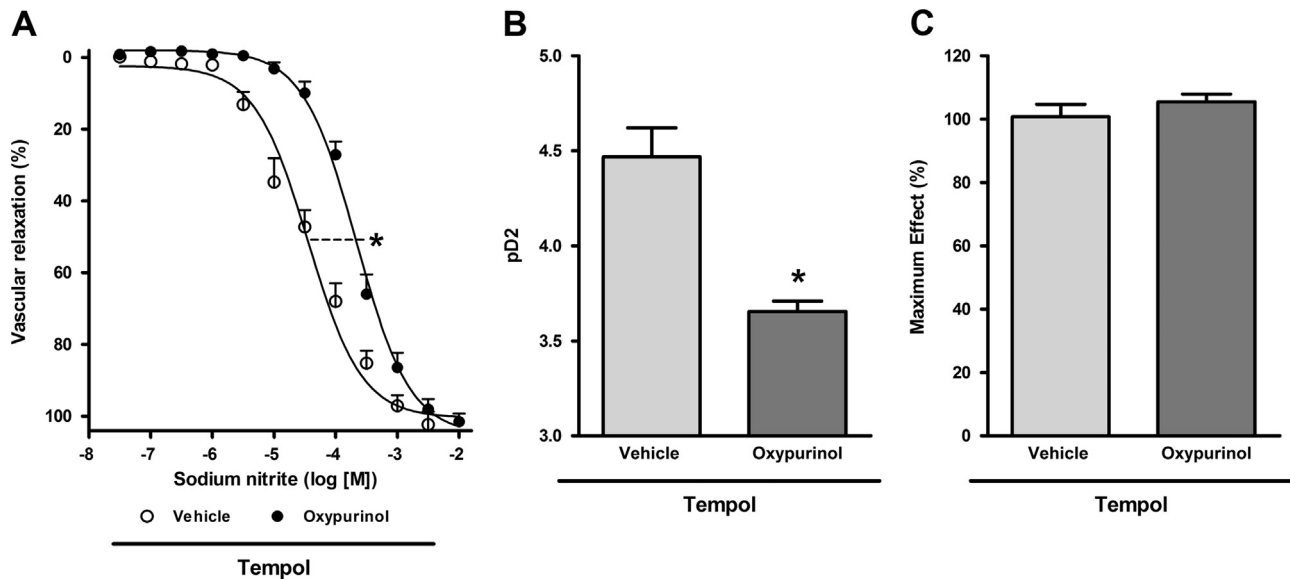 A
Vascular relaxation (%)
0
20
40
60
80
100
*
-8 -7 -6 -5 -4 -3 -2
Sodium nitrite (log [M])
Vehicle Oxypurinol
Tempol
B
pD2
5.0
4.5
4.0
3.5
3.0
*
Vehicle Oxypurinol
Tempol
C
Maximum Effect (%)
120
100
80
60
40
20
0
Vehicle Oxypurinol
Tempol